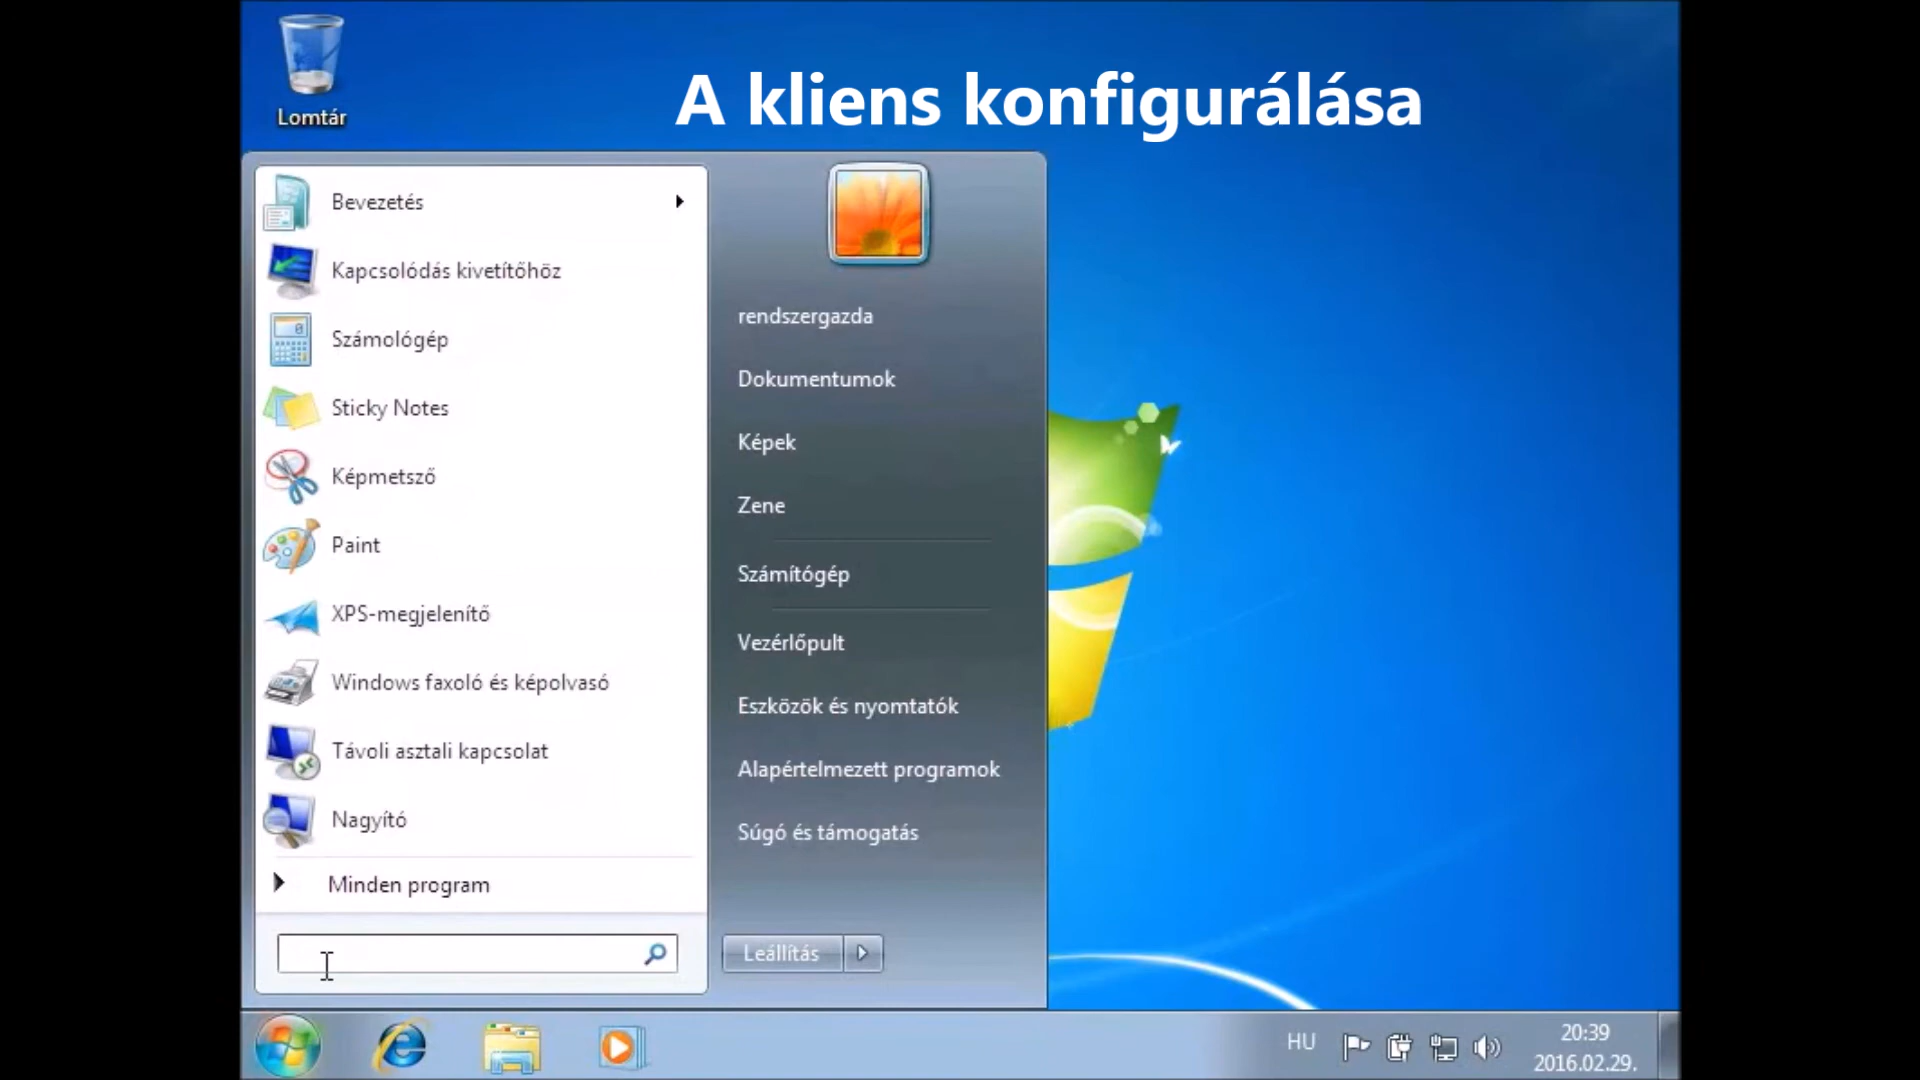 Lomtár
A kliens konfigurálása
Bevezetés
Kapcsolódás kivetítőhöz
Számológép
Sticky Notes
Képmetsző
Paint
XPS-megjelenítő
Windows faxoló és képolvasó
Távoli asztali kapcsolat
Nagyító
Minden program
rendszergazda
Dokumentumok
Képek
Zene
Számítógép
Vezérlőpult
Eszközök és nyomtatók
Alapértelmezett programok
Súgó és támogatás
Leállítás
HU
20:39
2016.02.29.